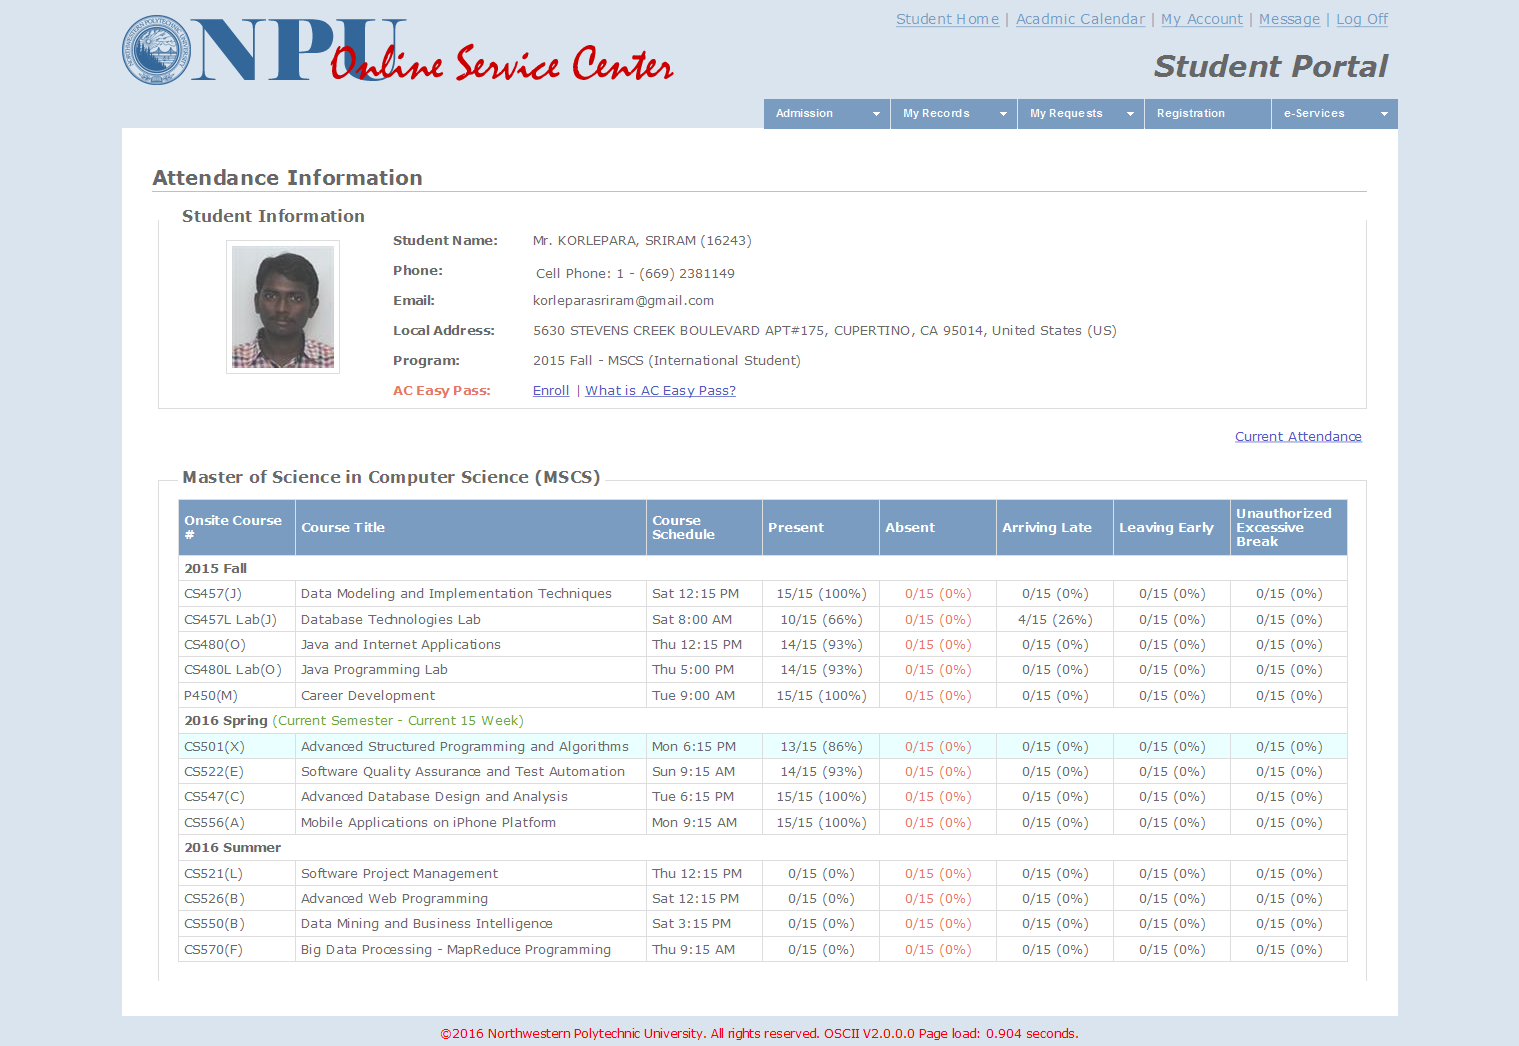 Student Home | Acadmic Calendar | My Account | Message | Log Off
NPU Online Service Center
Student Portal
Admission My Records My Requests Registration e-Services
Attendance Information
Student Information
Student Name: Mr. KORLEPARA, SRIRAM (16243)
Phone: Cell Phone: 1 - (669) 2381149
Email: korleparasriram@gmail.com
Local Address: 5630 STEVENS CREEK BOULEVARD APT#175, CUPERTINO, CA 95014, United States (US)
Program: 2015 Fall - MSCS (International Student)
AC Easy Pass: Enroll | What is AC Easy Pass?
Current Attendance
Master of Science in Computer Science (MSCS)
Onsite Course # Course Title Course Schedule Present Absent Arriving Late Leaving Early Unauthorized Excessive Break
2015 Fall
CS457(J) Data Modeling and Implementation Techniques Sat 12:15 PM 15/15 (100%) 0/15 (0%) 0/15 (0%) 0/15 (0%) 0/15 (0%)
CS457L Lab(J) Database Technologies Lab Sat 8:00 AM 10/15 (66%) 0/15 (0%) 4/15 (26%) 0/15 (0%) 0/15 (0%)
CS480(O) Java and Internet Applications Thu 12:15 PM 14/15 (93%) 0/15 (0%) 0/15 (0%) 0/15 (0%) 0/15 (0%)
CS480L Lab(O) Java Programming Lab Thu 5:00 PM 14/15 (93%) 0/15 (0%) 0/15 (0%) 0/15 (0%) 0/15 (0%)
P450(M) Career Development Tue 9:00 AM 15/15 (100%) 0/15 (0%) 0/15 (0%) 0/15 (0%) 0/15 (0%)
2016 Spring (Current Semester - Current 15 Week)
CS501(X) Advanced Structured Programming and Algorithms Mon 6:15 PM 13/15 (86%) 0/15 (0%) 0/15 (0%) 0/15 (0%) 0/15 (0%)
CS522(E) Software Quality Assurance and Test Automation Sun 9:15 AM 14/15 (93%) 0/15 (0%) 0/15 (0%) 0/15 (0%) 0/15 (0%)
CS547(C) Advanced Database Design and Analysis Tue 6:15 PM 15/15 (100%) 0/15 (0%) 0/15 (0%) 0/15 (0%) 0/15 (0%)
CS556(A) Mobile Applications on iPhone Platform Mon 9:15 AM 15/15 (100%) 0/15 (0%) 0/15 (0%) 0/15 (0%) 0/15 (0%)
2016 Summer
CS521(L) Software Project Management Thu 12:15 PM 0/15 (0%) 0/15 (0%) 0/15 (0%) 0/15 (0%) 0/15 (0%)
CS526(B) Advanced Web Programming Sat 12:15 PM 0/15 (0%) 0/15 (0%) 0/15 (0%) 0/15 (0%) 0/15 (0%)
CS550(B) Data Mining and Business Intelligence Sat 3:15 PM 0/15 (0%) 0/15 (0%) 0/15 (0%) 0/15 (0%) 0/15 (0%)
CS570(F) Big Data Processing - MapReduce Programming Thu 9:15 AM 0/15 (0%) 0/15 (0%) 0/15 (0%) 0/15 (0%) 0/15 (0%)
©2016 Northwestern Polytechnic University. All rights reserved. OSCII V2.0.0.0 Page load: 0.904 seconds.